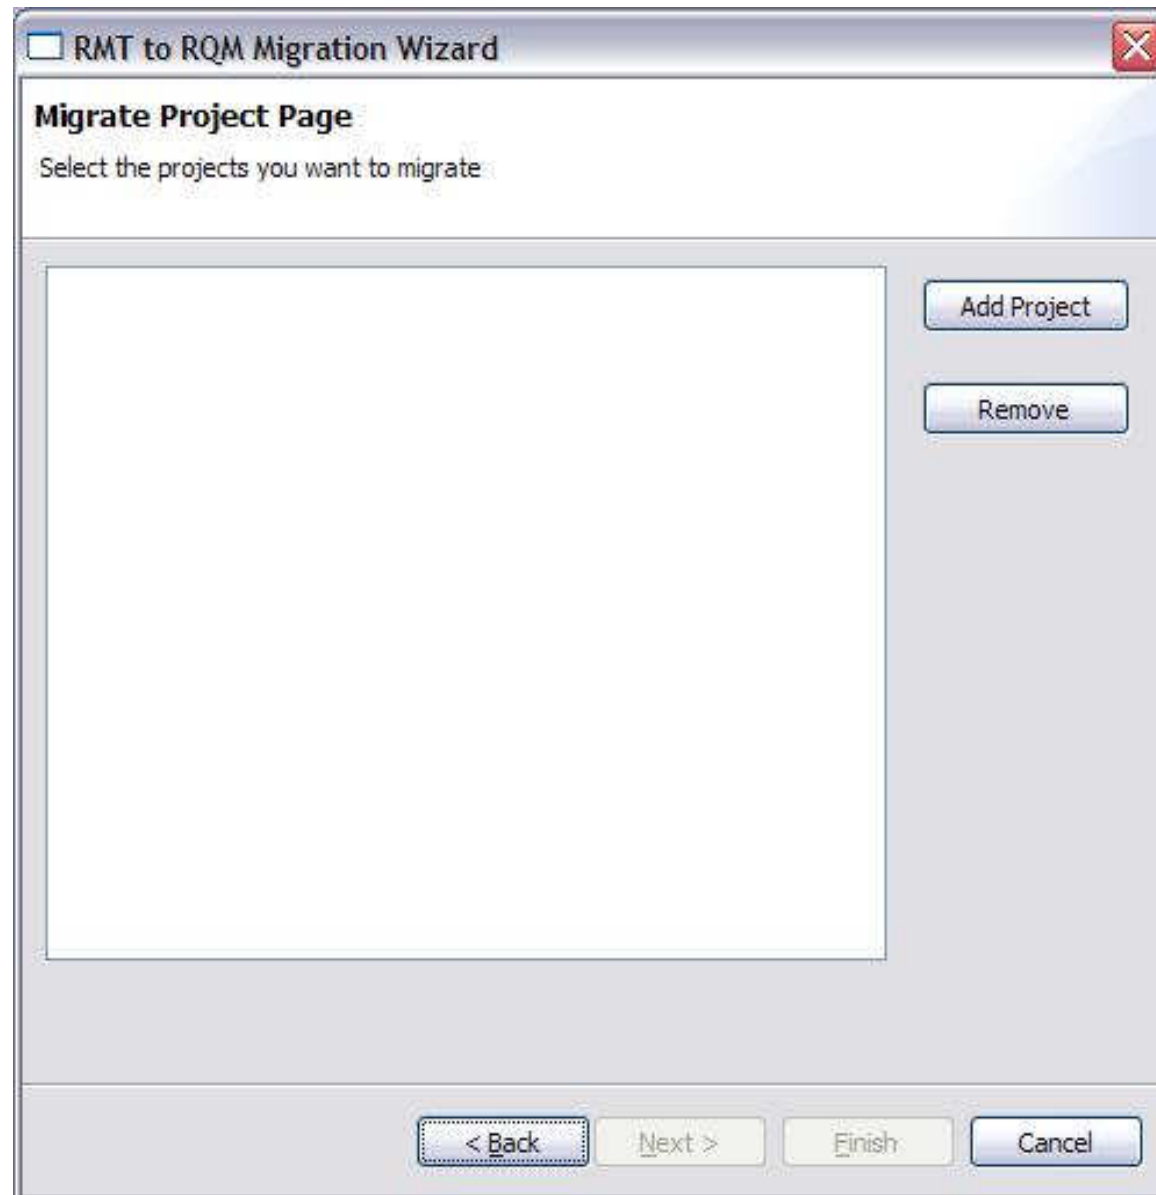 RMT to RQM Migration Wizard
Migrate Project Page
Select the projects you want to migrate
Add Project
Remove
< Back
Next >
Finish
Cancel